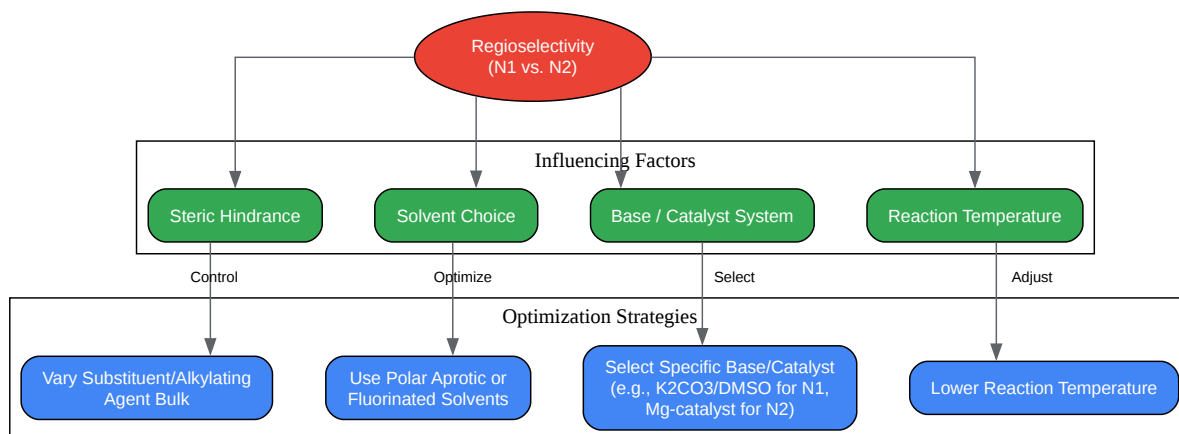 Regioselectivity
(N1 vs. N2)
Influencing Factors
Steric Hindrance
Solvent Choice
Base / Catalyst System
Reaction Temperature
Control
Optimize
Select
Adjust
Optimization Strategies
Vary Substituent/Alkylating
Agent Bulk
Use Polar Aprotic or
Fluorinated Solvents
Select Specific Base/Catalyst
(e.g., K2CO3/DMSO for N1,
Mg-catalyst for N2)
Lower Reaction Temperature